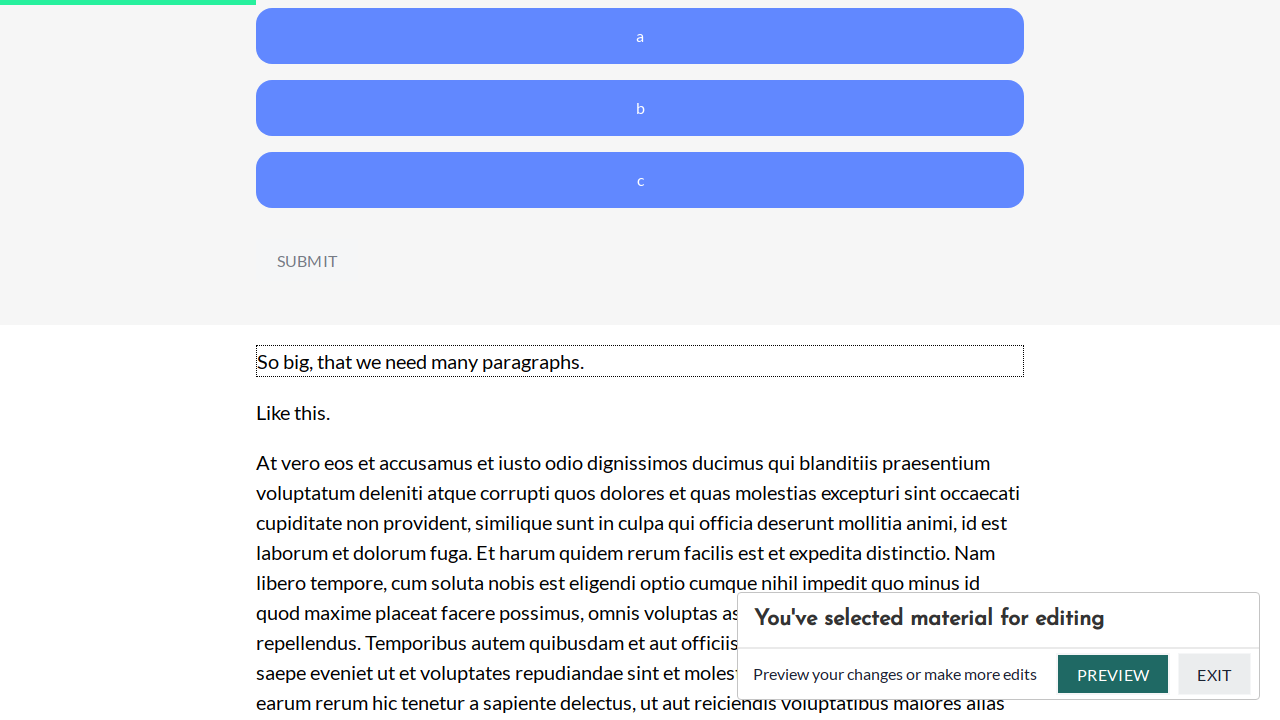 a
b
c
SUBMIT
So big, that we need many paragraphs.
Like this.
At vero eos et accusamus et iusto odio dignissimos ducimus qui blanditiis praesentium
voluptatum deleniti atque corrupti quos dolores et quas molestias excepturi sint occaecati
cupiditate non provident, similique sunt in culpa qui officia deserunt mollitia animi, id est
laborum et dolorum fuga. Et harum quidem rerum facilis est et expedita distinctio. Nam
libero tempore, cum soluta nobis est eligendi optio cumque nihil impedit quo minus id
quod maxime placeat facere possimus, omnis voluptas
repellendus. Temporibus autem quibusdam et aut officiis
saepe eveniet ut et voluptates repudiandae sint et
earum rerum hic tenetur a sapiente delectus, ut aut reiciendis voluptatibus maiores alias
You've selected material for editing
Preview your changes or make more edits
PREVIEW
EXIT